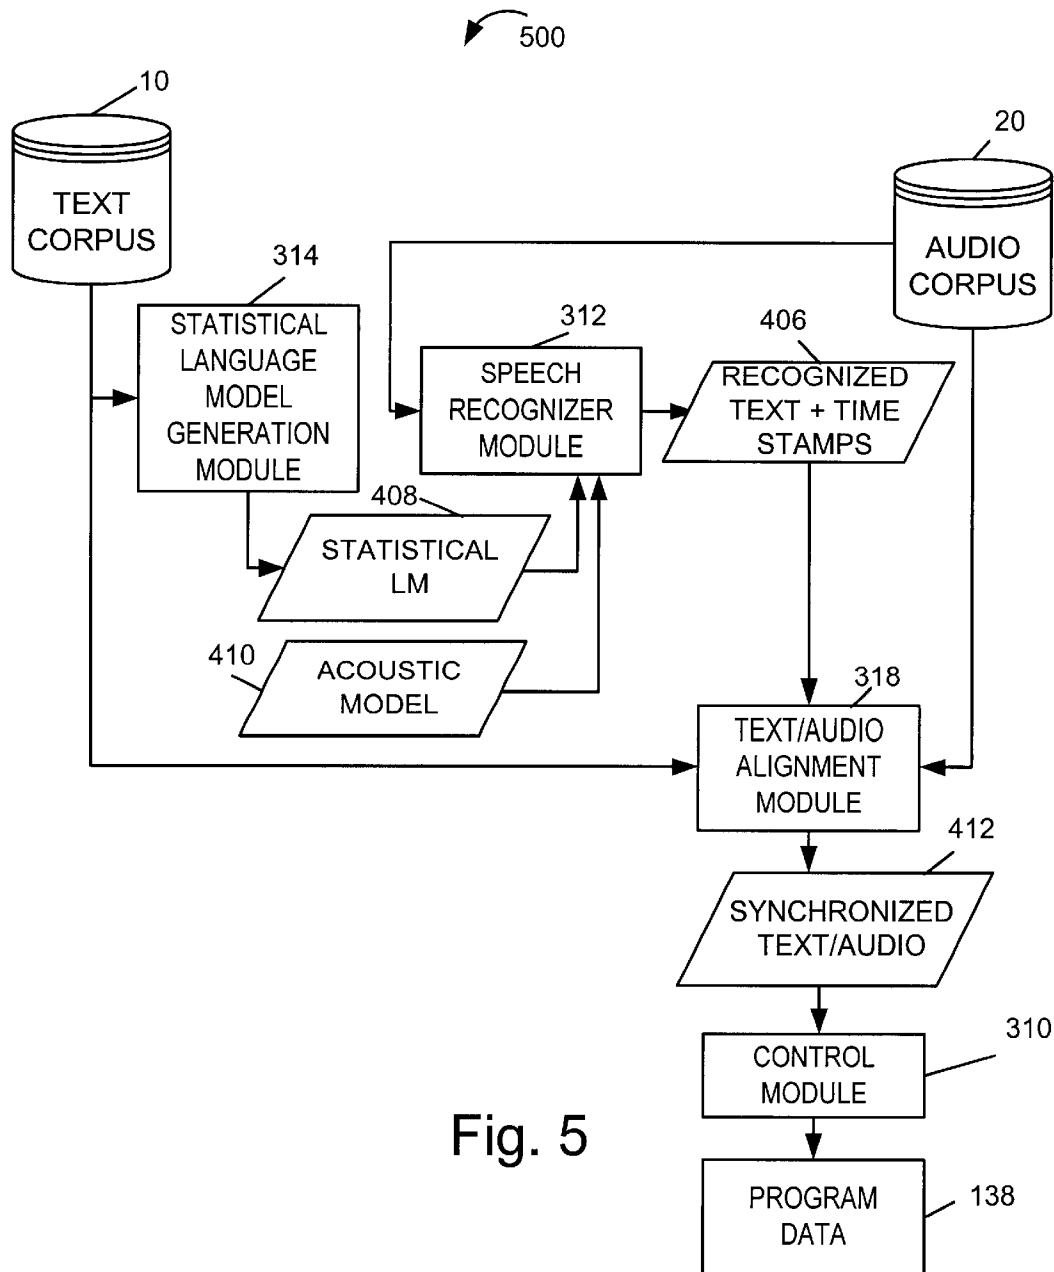 500
10
TEXT
CORPUS
20
AUDIO
CORPUS
314
STATISTICAL
LANGUAGE
MODEL
GENERATION
MODULE
312
SPEECH
RECOGNIZER
MODULE
406
RECOGNIZED
TEXT + TIME
STAMPS
408
STATISTICAL
LM
410
ACOUSTIC
MODEL
318
TEXT/AUDIO
ALIGNMENT
MODULE
412
SYNCHRONIZED
TEXT/AUDIO
310
CONTROL
MODULE
Fig. 5
138
PROGRAM
DATA